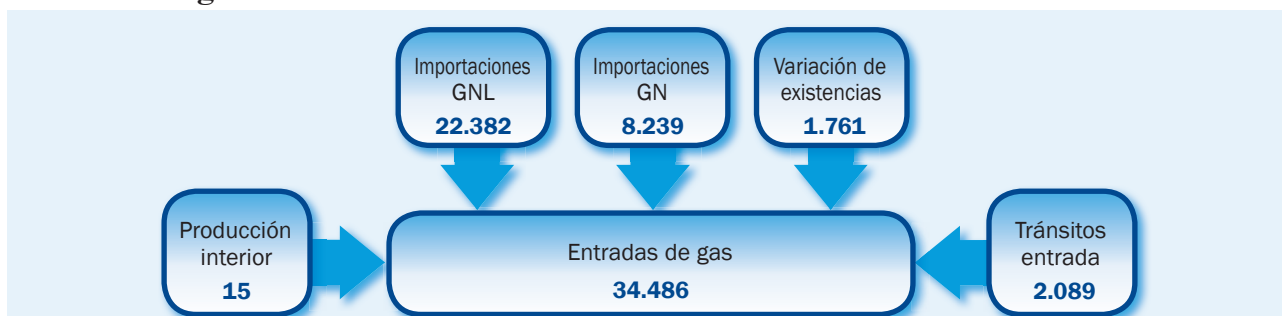 Importaciones
GNL
22.382
Importaciones
GN
8.239
Variación de
existencias
1.761
Producción
interior
15
Entradas de gas
34.486
Tránsitos
entrada
2.089